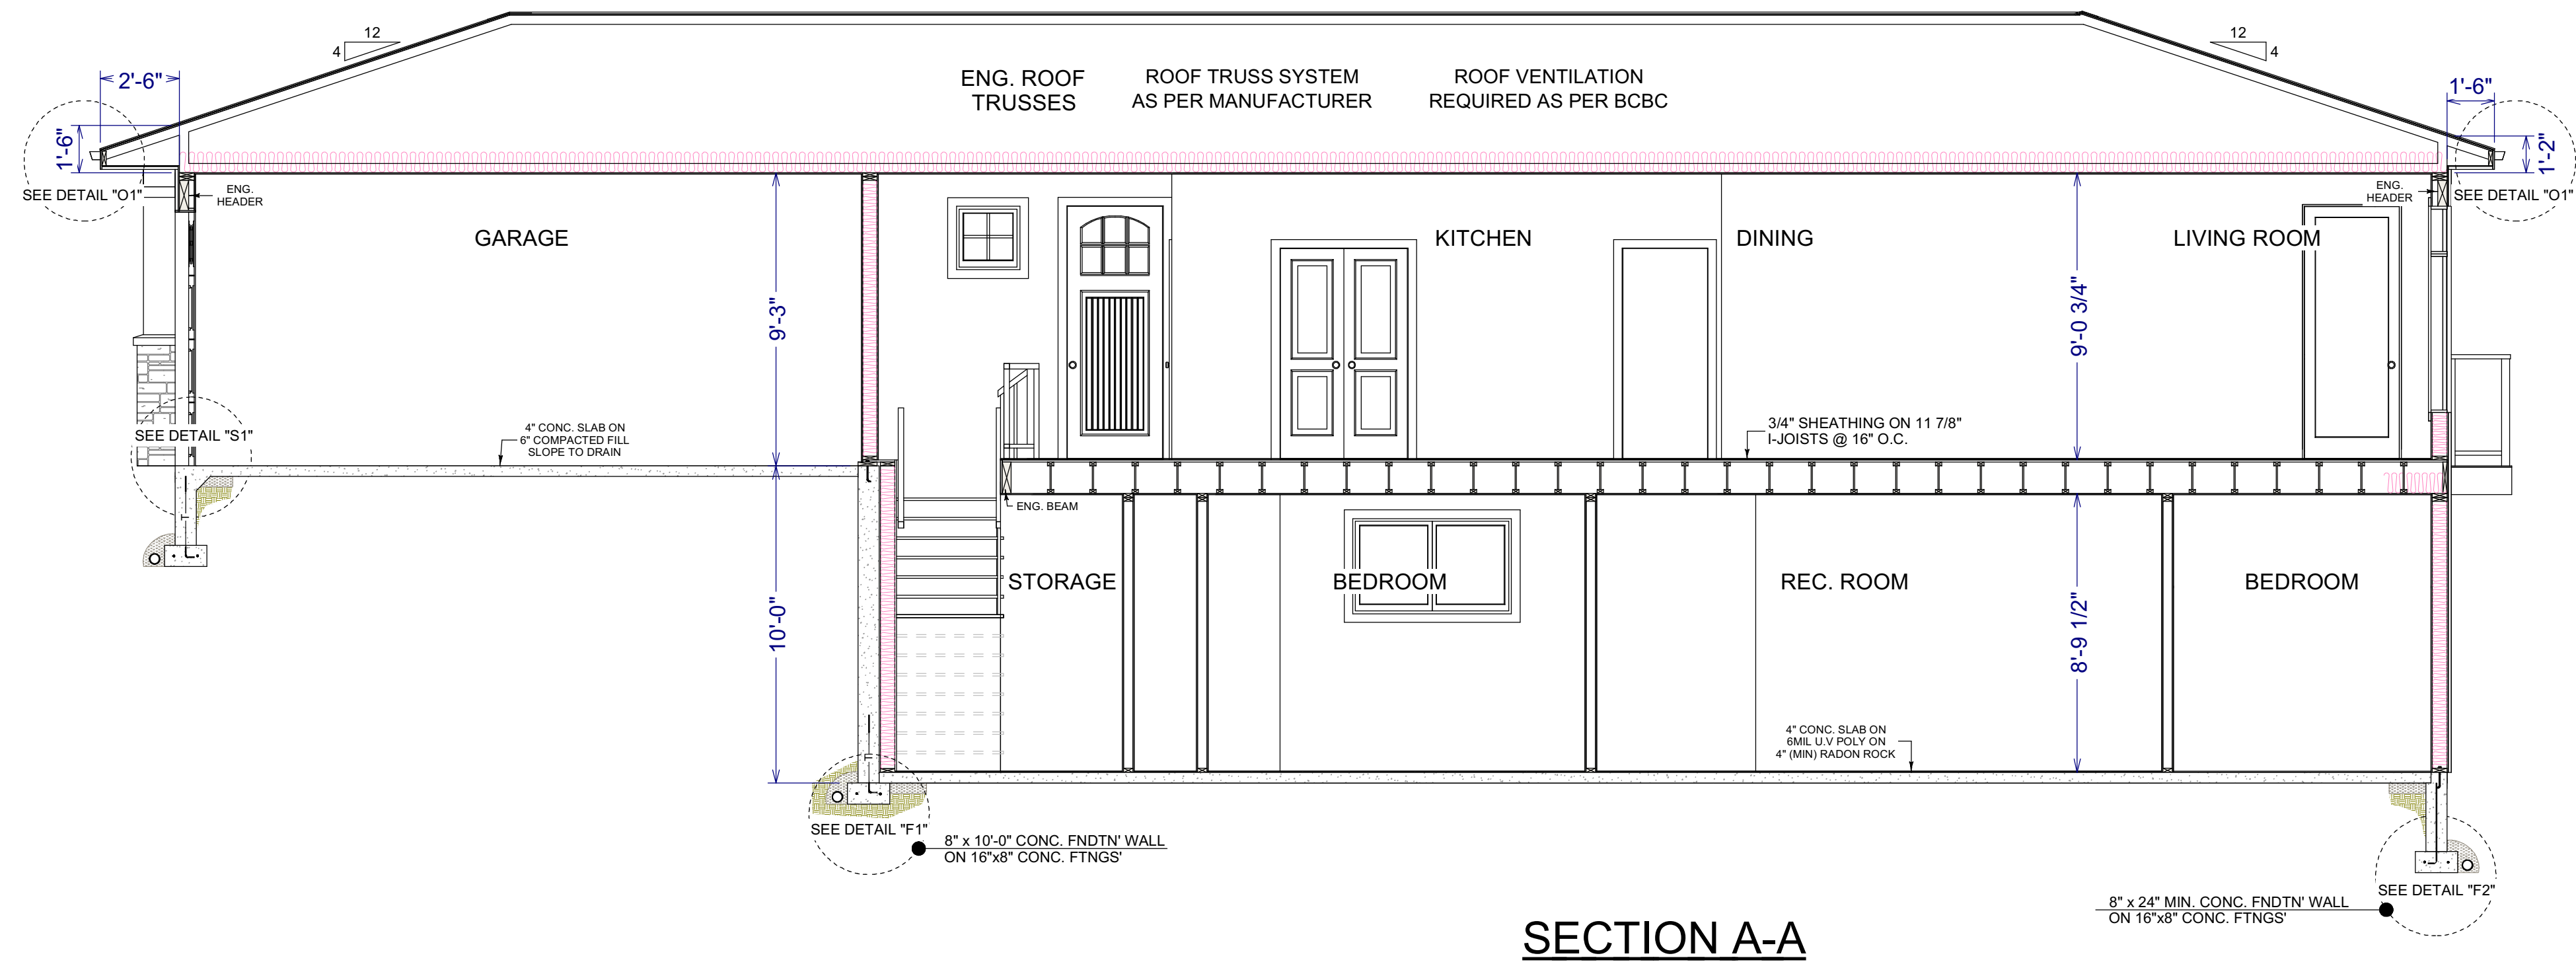 12
4
12
4
2'-6"
1'-6"
ENG. ROOF
TRUSSES
ROOF TRUSS SYSTEM
AS PER MANUFACTURER
ROOF VENTILATION
REQUIRED AS PER BCBC
1'-6"
1'-2"
SEE DETAIL "O1"
ENG.
HEADER
ENG.
HEADER
SEE DETAIL "O1"
GARAGE
KITCHEN
DINING
LIVING ROOM
9'-3"
9'-0 3/4"
SEE DETAIL "S1"
4" CONC. SLAB ON
6" COMPACTED FILL
SLOPE TO DRAIN
3/4" SHEATHING ON 11 7/8"
I-JOISTS @ 16" O.C.
ENG. BEAM
STORAGE
BEDROOM
REC. ROOM
BEDROOM
10'-0"
8'-9 1/2"
4" CONC. SLAB ON
6MIL U.V POLY ON
4" (MIN) RADON ROCK
SEE DETAIL "F1"
8" x 10'-0" CONC. FNDTN' WALL
ON 16"x8" CONC. FTNGS'
SEE DETAIL "F2"
8" x 24" MIN. CONC. FNDTN' WALL
ON 16"x8" CONC. FTNGS'
SECTION A-A